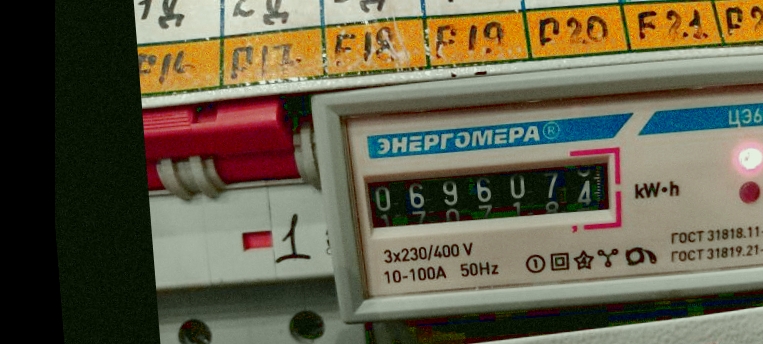 F16 F17 F18 F19 F20 F21
ЭНЕРГОМЕРА®
ЦЭ6
0696074
kW•h
3x230/400 V
10-100A 50Hz
ГОСТ 31818.11-
ГОСТ 31819.21-
1